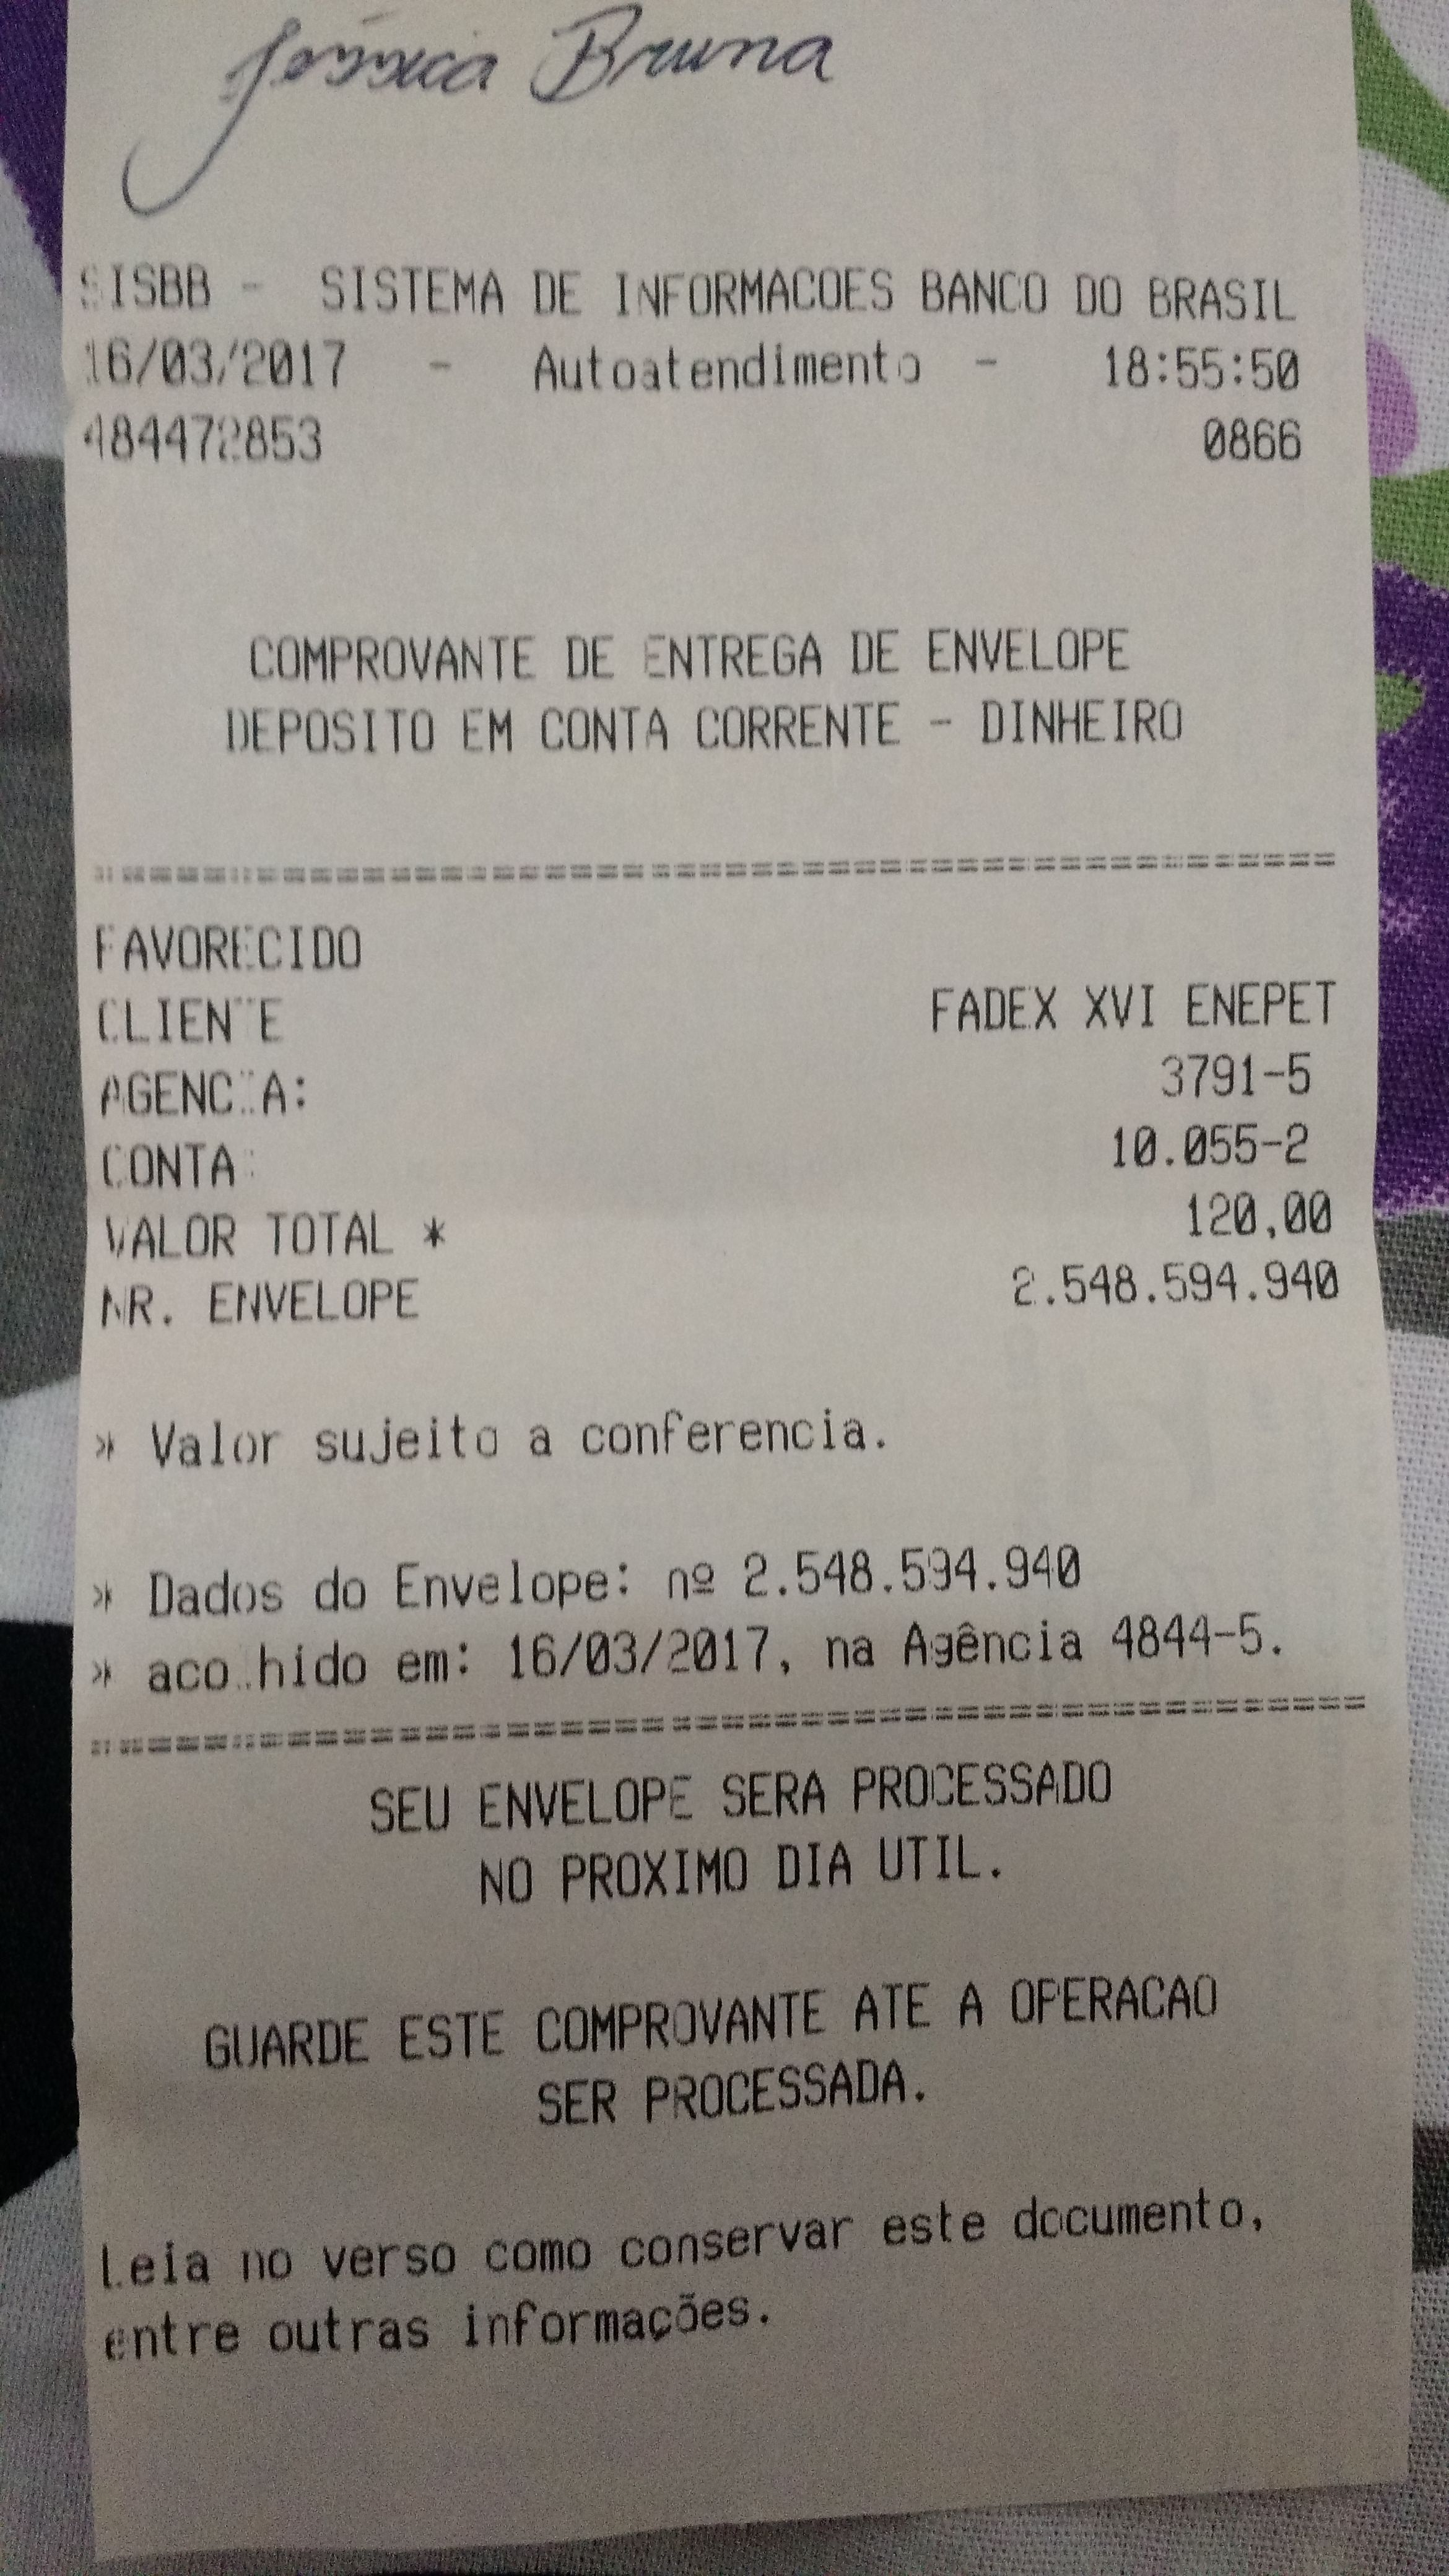 Jéssica Bruna
SISBB - SISTEMA DE INFORMACOES BANCO DO BRASIL
16/03/2017 - Autoatendimento - 18:55:50
484472853 0866
COMPROVANTE DE ENTREGA DE ENVELOPE
DEPOSITO EM CONTA CORRENTE - DINHEIRO
================================================
FAVORECIDO
CLIENTE FADEX XVI ENEPET
AGENCIA: 3791-5
CONTA: 10.055-2
VALOR TOTAL * 120,00
NR. ENVELOPE 2.548.594.940
* Valor sujeito a conferencia.
* Dados do Envelope: nº 2.548.594.940
* acolhido em: 16/03/2017, na Agência 4844-5.
================================================
SEU ENVELOPE SERA PROCESSADO
NO PROXIMO DIA UTIL.
GUARDE ESTE COMPROVANTE ATE A OPERACAO
SER PROCESSADA.
Leia no verso como conservar este documento,
entre outras informações.